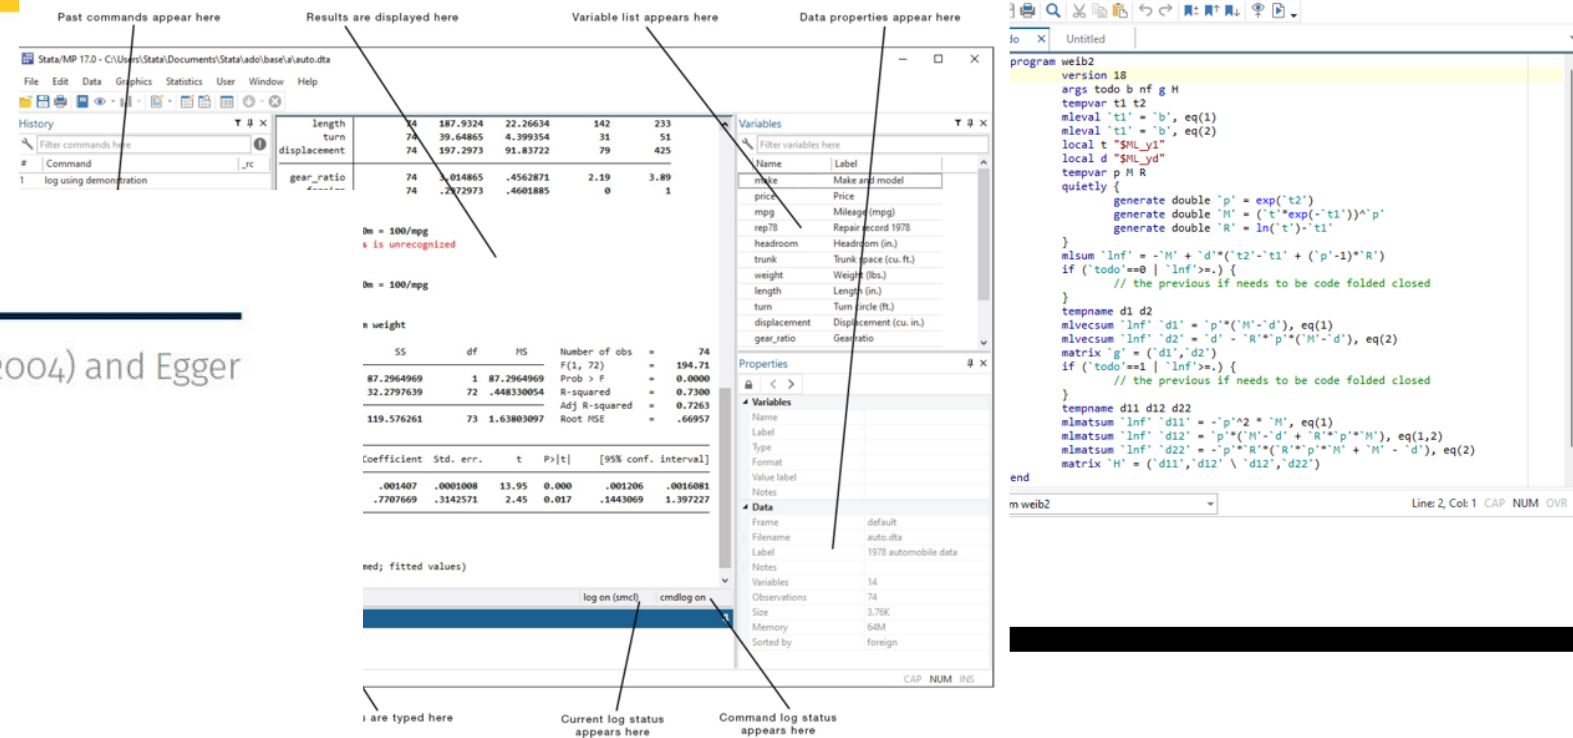 Past commands appear here
Results are displayed here
Variable list appears here
Data properties appear here
Stata/MP 17.0 - C:\Users\Stata\Documents\Stata\ado\base\a\auto.dta
File Edit Data Graphics Statistics User Window Help
History
Filter commands here
# Command _rc
1 log using demonstration
length 74 187.9324 22.26634 142 233
turn 74 39.64865 4.399354 31 51
displacement 74 197.2973 91.83722 79 425
gear_ratio 74 3.014865 .4562871 2.19 3.89
74 .2972973 .4601885 0 1
0m = 100/mpg
s is unrecognized
0m = 100/mpg
n weight
SS df MS Number of obs = 74
F(1, 72) = 194.71
87.2964969 1 87.2964969 Prob > F = 0.0000
32.2797639 72 .448330054 R-squared = 0.7300
Adj R-squared = 0.7263
119.576261 73 1.63803097 Root MSE = .66957
Coefficient Std. err. t P>|t| [95% conf. interval]
.001407 .0001008 13.95 0.000 .001206 .0016081
.7707669 .3142571 2.45 0.017 .1443069 1.397227
med; fitted values)
log on (smcl) cmdlog on
Variables
Filter variables here
Name Label
make Make and model
price Price
mpg Mileage (mpg)
rep78 Repair record 1978
headroom Headroom (in.)
trunk Trunk space (cu. ft.)
weight Weight (lbs.)
length Length (in.)
turn Turn circle (ft.)
displacement Displacement (cu. in.)
gear_ratio Gear ratio
Properties
Variables
Name
Label
Type
Format
Value label
Notes
Data
Frame default
Filename auto.dta
Label 1978 automobile data
Notes
Variables 14
Observations 74
Size 3.76K
Memory 64M
Sorted by foreign
CAP NUM INS
s are typed here
Current log status
appears here
Command log status
appears here
2004) and Egger
do Untitled
program weib2
version 18
args todo b nf g H
tempvar t1 t2
mleval `t1' = `b', eq(1)
mleval `t1' = `b', eq(2)
local t "$ML_y1"
local d "$ML_yd"
tempvar p M R
quietly {
generate double `p' = exp(`t2')
generate double `M' = (`t'*exp(-`t1'))^`p'
generate double `R' = ln(`t')-`t1'
}
mlsum `lnf' = -`M' + `d'*(`t2'-`t1' + (`p'-1)*`R')
if (`todo'==0 | `lnf'>=.) {
// the previous if needs to be code folded closed
}
tempname d1 d2
mlvecsum `lnf' `d1' = `p'*(`M'-`d'), eq(1)
mlvecsum `lnf' `d2' = `d' - `R'*`p'*(`M'-`d'), eq(2)
matrix `g' = (`d1',`d2')
if (`todo'==1 | `lnf'>=.) {
// the previous if needs to be code folded closed
}
tempname d11 d12 d22
mlmatsum `lnf' `d11' = -`p'^2 * `M', eq(1)
mlmatsum `lnf' `d12' = `p'*(`M'-`d' + `R'*`p'*`M'), eq(1,2)
mlmatsum `lnf' `d22' = -`p'*`R'*(`R'*`p'*`M' + `M' - `d'), eq(2)
matrix `H' = (`d11',`d12' \ `d12',`d22')
end
m weib2
Line: 2, Col: 1 CAP NUM OVR